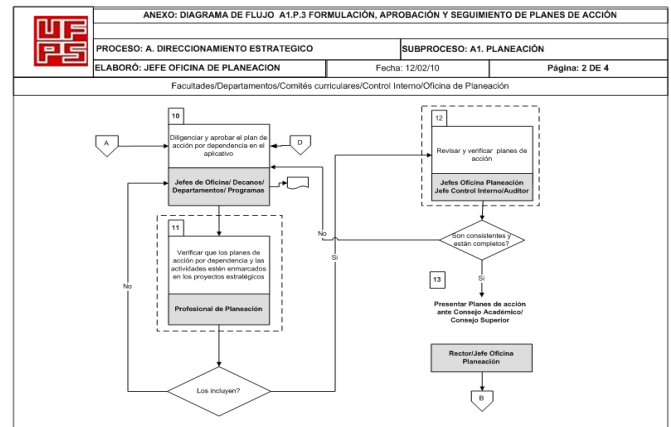 UF
PS
ANEXO: DIAGRAMA DE FLUJO A1.P.3 FORMULACIÓN, APROBACIÓN Y SEGUIMIENTO DE PLANES DE ACCIÓN
PROCESO: A. DIRECCIONAMIENTO ESTRATEGICO
SUBPROCESO: A1. PLANEACIÓN
ELABORÓ: JEFE OFICINA DE PLANEACION
Fecha: 12/02/10
Página: 2 DE 4
Facultades/Departamentos/Comités curriculares/Control Interno/Oficina de Planeación
A
10
Diligenciar y aprobar el plan de
acción por dependencia en el
aplicativo
Jefes de Oficina/ Decanos/
Departamentos/ Programas
D
11
Verificar que los planes de
acción por dependencia y las
actividades estén enmarcados
en los proyectos estratégicos
Profesional de Planeación
No
Los incluyen?
Si
12
Revisar y verificar planes de
acción
Jefes Oficina Planeación
Jefe Control Interno/Auditor
No
Son consistentes y
están completos?
Si
13
Presentar Planes de acción
ante Consejo Académico/
Consejo Superior
Rector/Jefe Oficina
Planeación
B